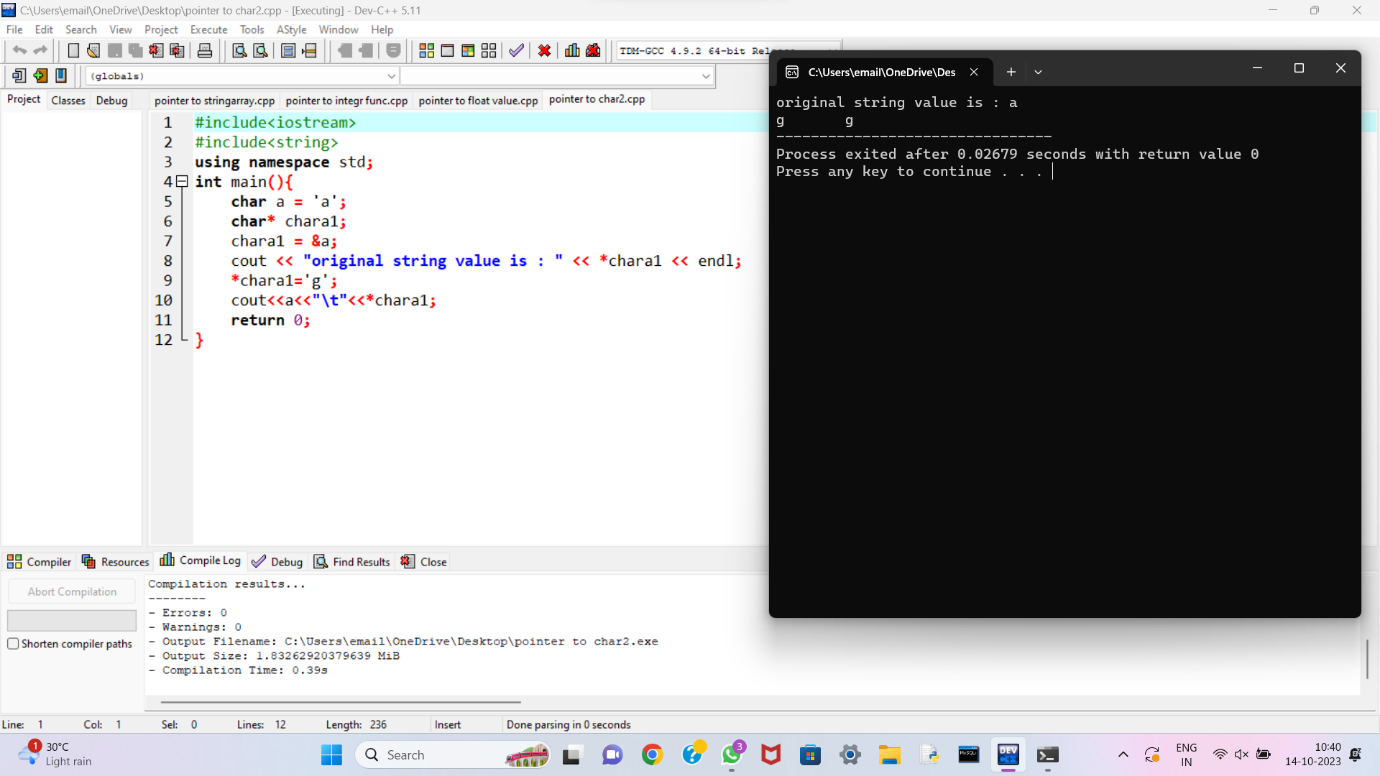 C:\Users\email\OneDrive\Desktop\pointer to char2.cpp - [Executing] - Dev-C++ 5.11
File Edit Search View Project Execute Tools AStyle Window Help
TDM-GCC 4.9.2 64-bit Release
(globals)
Project Classes Debug
pointer to stringarray.cpp pointer to integr func.cpp pointer to float value.cpp pointer to char2.cpp
1 #include<iostream>
2 #include<string>
3 using namespace std;
4 int main(){
5 char a = 'a';
6 char* chara1;
7 chara1 = &a;
8 cout << "original string value is : " << *chara1 << endl;
9 *chara1='g';
10 cout<<a<<"\t"<<*chara1;
11 return 0;
12 }
C:\Users\email\OneDrive\Des
original string value is : a
g g
--------------------------------
Process exited after 0.02679 seconds with return value 0
Press any key to continue . . .
Compiler Resources Compile Log Debug Find Results Close
Abort Compilation
Shorten compiler paths
Compilation results...
--------
- Errors: 0
- Warnings: 0
- Output Filename: C:\Users\email\OneDrive\Desktop\pointer to char2.exe
- Output Size: 1.83262920379639 MiB
- Compilation Time: 0.39s
Line: 1 Col: 1 Sel: 0 Lines: 12 Length: 236 Insert Done parsing in 0 seconds
1
30°C
Light rain
Search
3
DEV
ENG
IN
10:40
14-10-2023